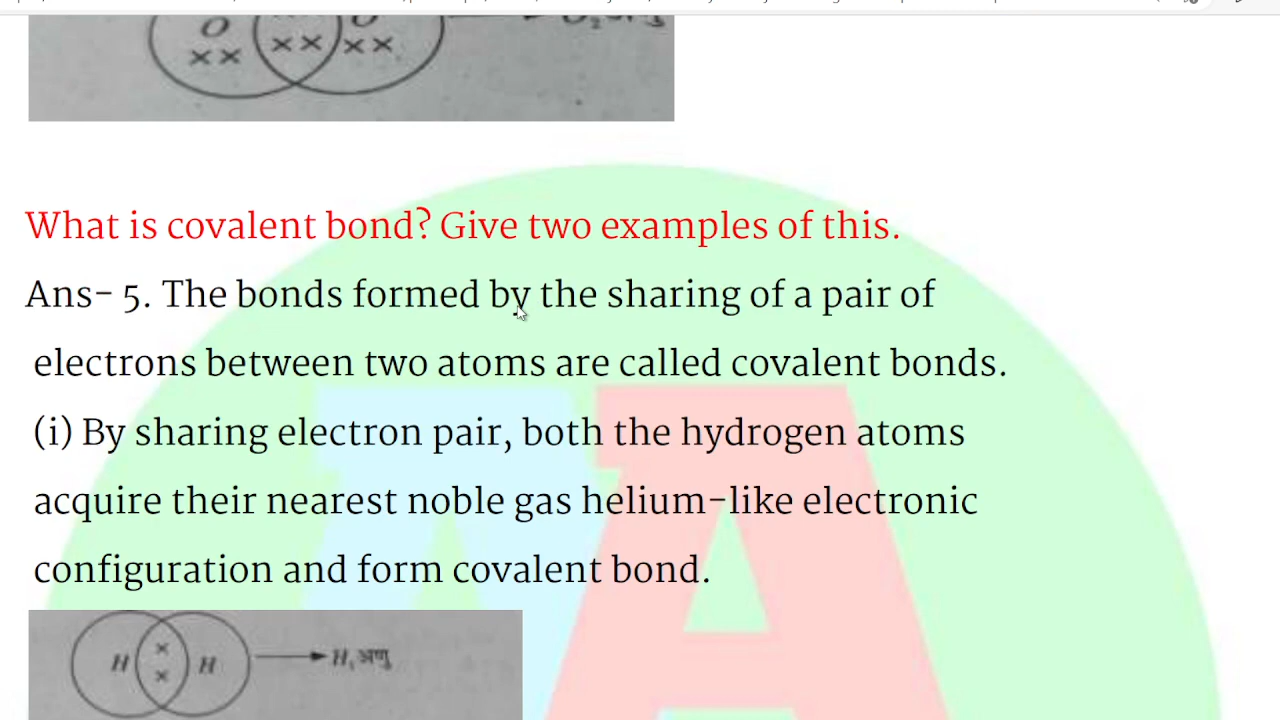 O
×× ×× ××
What is covalent bond? Give two examples of this.
Ans- 5. The bonds formed by the sharing of a pair of
electrons between two atoms are called covalent bonds.
(i) By sharing electron pair, both the hydrogen atoms
acquire their nearest noble gas helium-like electronic
configuration and form covalent bond.
H × × H H₂ अणु